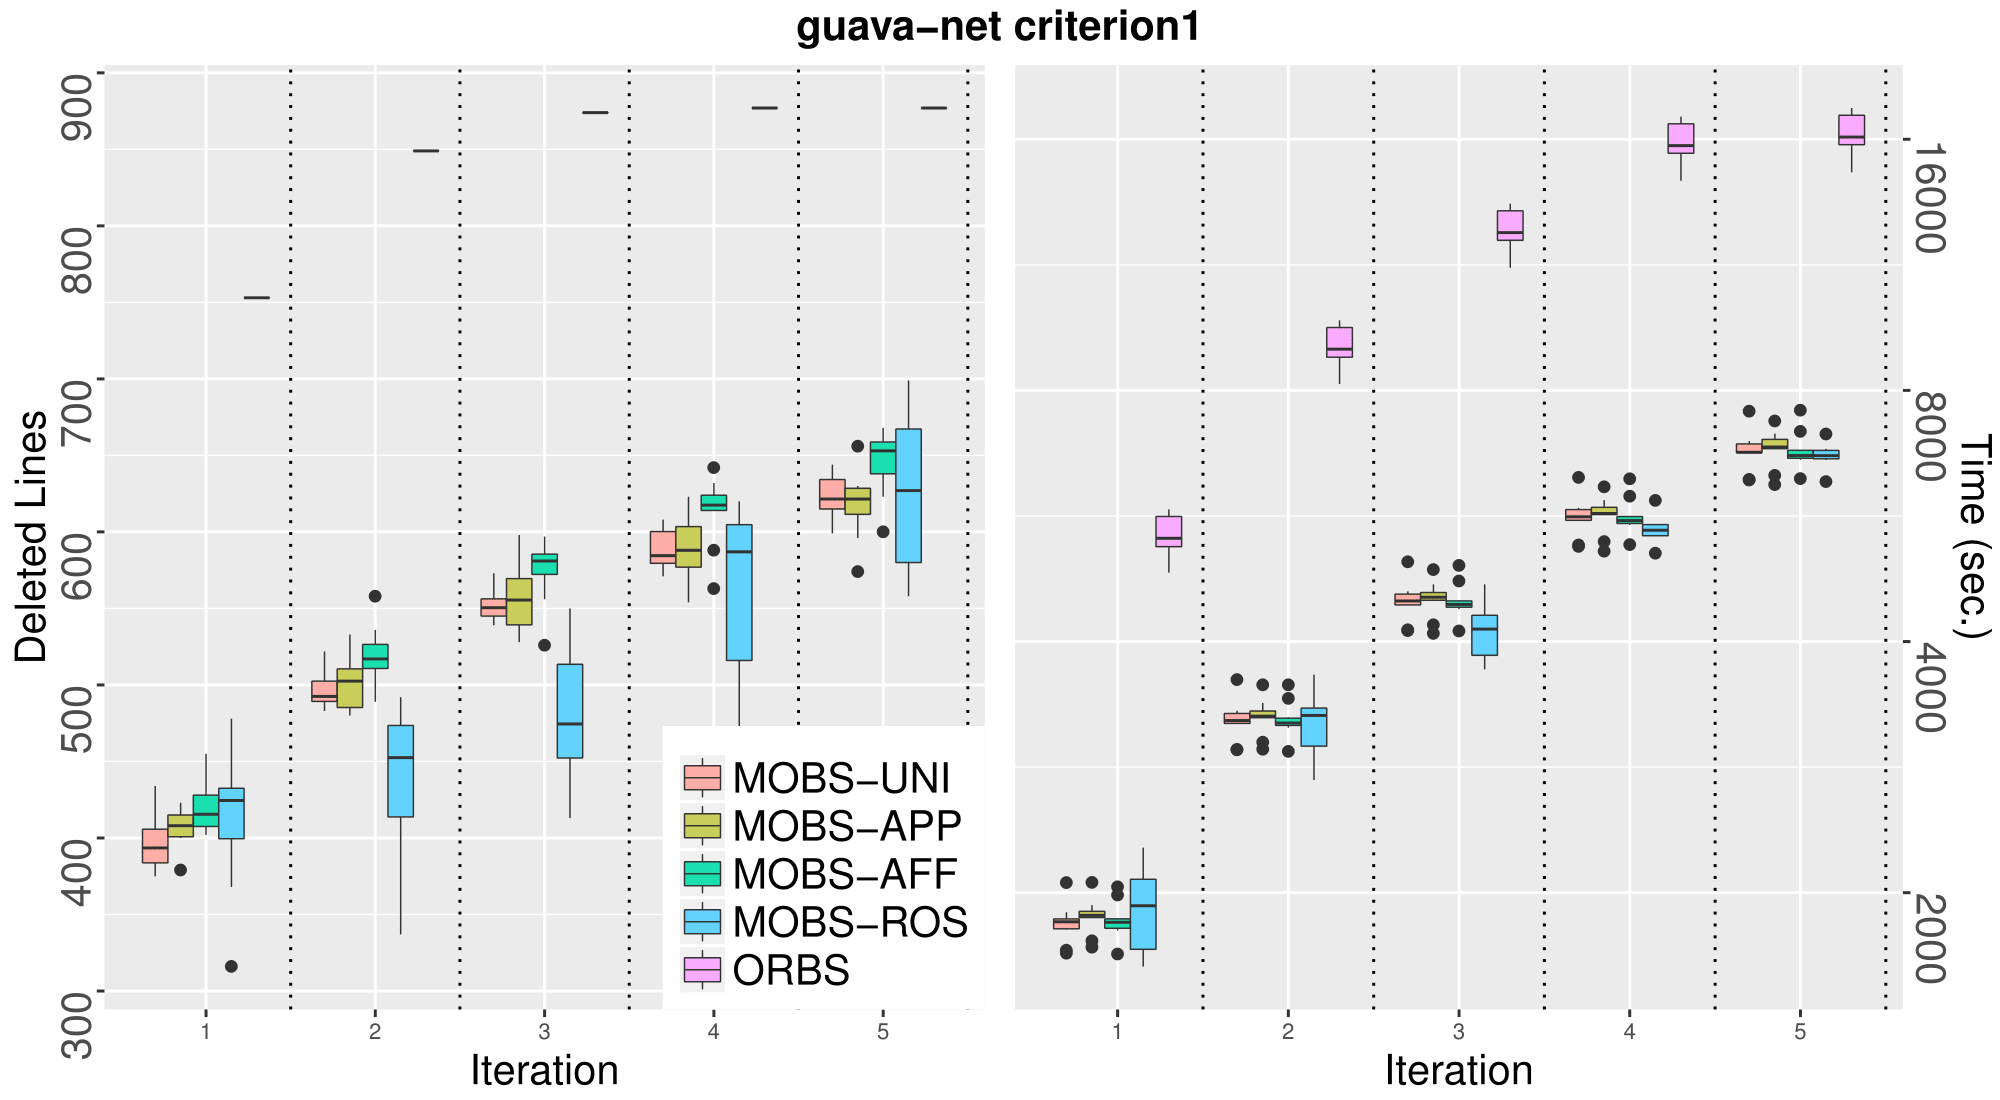 guava−net criterion1
Deleted Lines
900
800
700
600
500
400
300
MOBS−UNI
MOBS−APP
MOBS−AFF
MOBS−ROS
ORBS
1 2 3 4 5
Iteration
16000
8000
4000
2000
Time (sec.)
1 2 3 4 5
Iteration